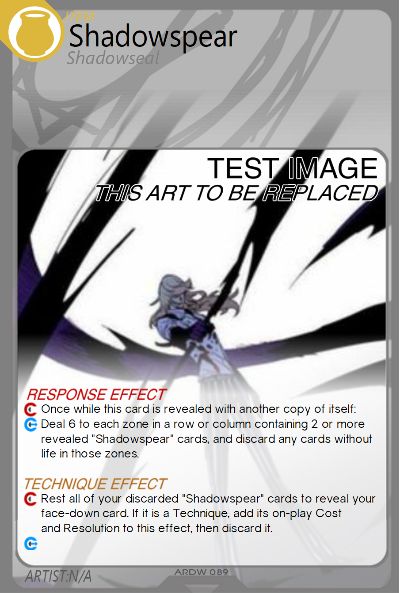 Shadowspear
Shadowseal
TEST IMAGE
THIS ART TO BE REPLACED
RESPONSE EFFECT
Once while this card is revealed with another copy of itself:
Deal 6 to each zone in a row or column containing 2 or more
revealed "Shadowspear" cards, and discard any cards without
life in those zones.
TECHNIQUE EFFECT
Rest all of your discarded "Shadowspear" cards to reveal your
face-down card. If it is a Technique, add its on-play Cost
and Resolution to this effect, then discard it.
ARTIST:N/A
ARDW 089